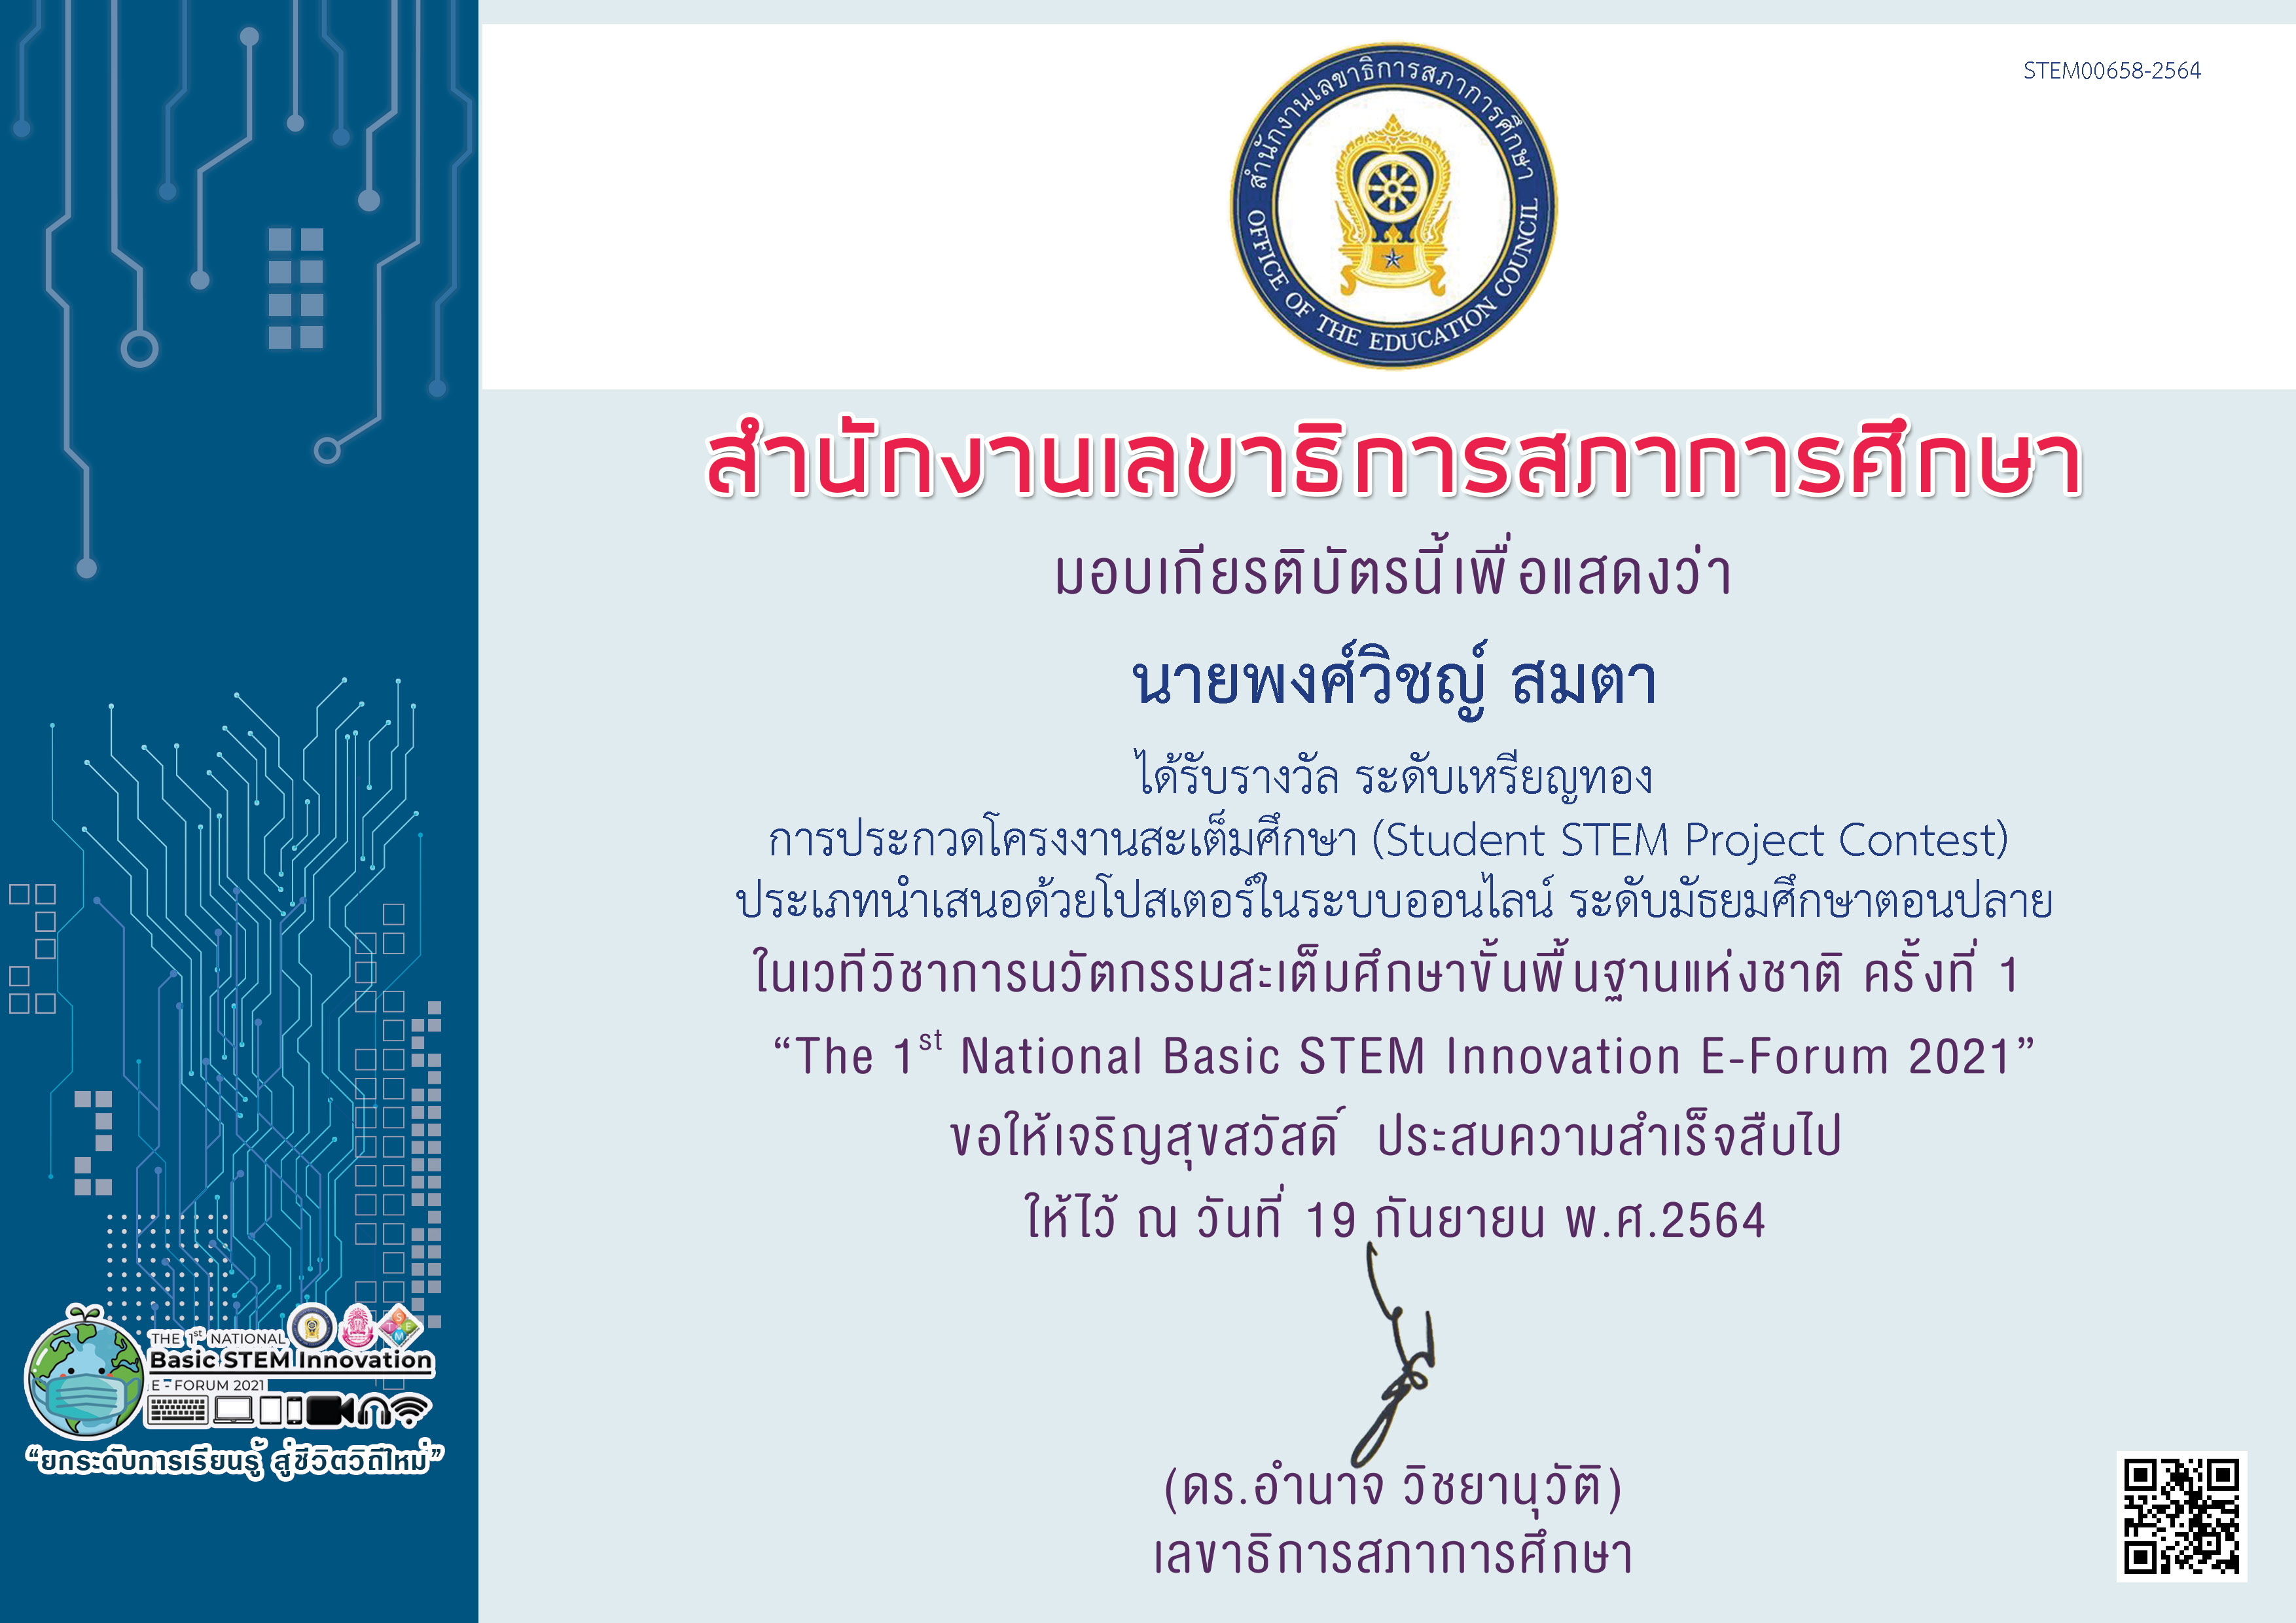 STEM00658-2564
สำนักงานเลขาธิการสภาการศึกษา
OFFICE OF THE EDUCATION COUNCIL
สำนักงานเลขาธิการสภาการศึกษา
มอบเกียรติบัตรนี้เพื่อแสดงว่า
นายพงศ์วิชญ์ สมตา
ได้รับรางวัล ระดับเหรียญทอง
การประกวดโครงงานสะเต็มศึกษา (Student STEM Project Contest)
ประเภทนำเสนอด้วยโปสเตอร์ในระบบออนไลน์ ระดับมัธยมศึกษาตอนปลาย
ในเวทีวิชาการนวัตกรรมสะเต็มศึกษาขั้นพื้นฐานแห่งชาติ ครั้งที่ 1
“The 1st National Basic STEM Innovation E-Forum 2021”
ขอให้เจริญสุขสวัสดิ์ ประสบความสำเร็จสืบไป
ให้ไว้ ณ วันที่ 19 กันยายน พ.ศ.2564
(ดร.อำนาจ วิชยานุวัติ)
เลขาธิการสภาการศึกษา
THE 1st NATIONAL
Basic STEM Innovation
E - FORUM 2021
“ยกระดับการเรียนรู้ สู่ชีวิตวิถีใหม่”